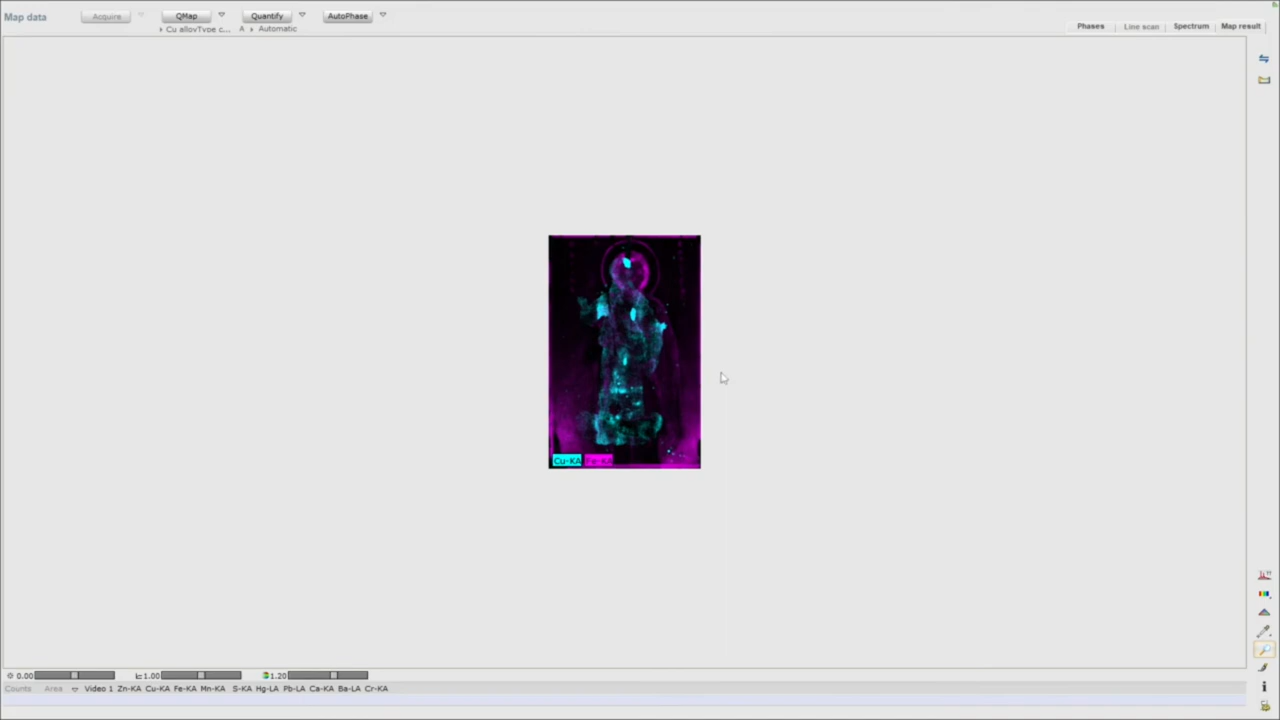 Map data
Acquire QMap Quantify AutoPhase
Cu alloyType c... A Automatic
Phases Line scan Spectrum Map result
Cu-KA Fe-KA
0.00 1.00 1.20
Counts Area Video 1 Zn-KA Cu-KA Fe-KA Mn-KA S-KA Hg-LA Pb-LA Ca-KA Ba-LA Cr-KA